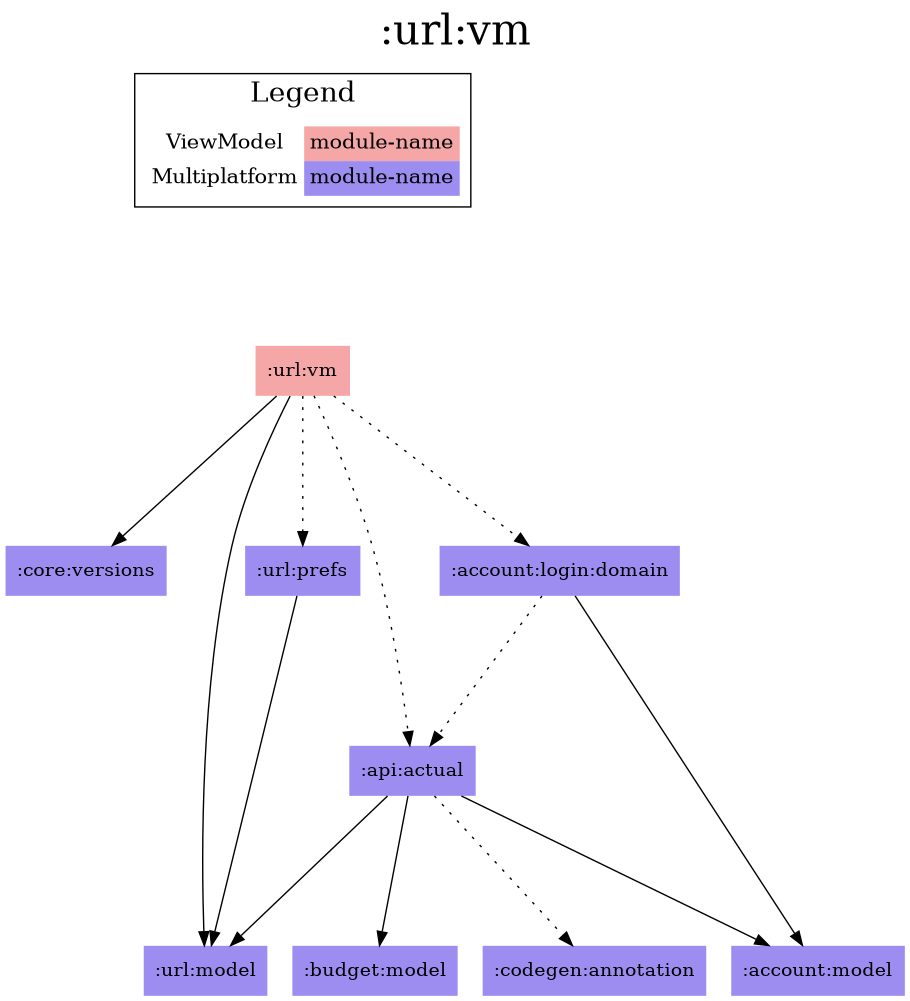 :url:vm
Legend
ViewModel module-name
Multiplatform module-name
:url:vm
:core:versions :url:prefs :account:login:domain
:api:actual
:url:model :budget:model :codegen:annotation :account:model